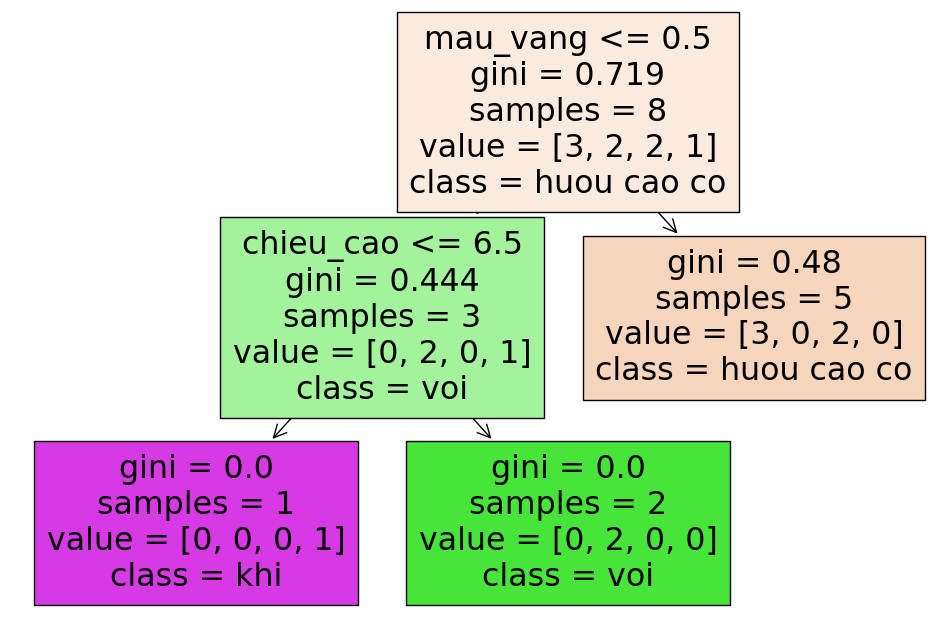 mau_vang <= 0.5
gini = 0.719
samples = 8
value = [3, 2, 2, 1]
class = huou cao co
chieu_cao <= 6.5
gini = 0.444
samples = 3
value = [0, 2, 0, 1]
class = voi
gini = 0.48
samples = 5
value = [3, 0, 2, 0]
class = huou cao co
gini = 0.0
samples = 1
value = [0, 0, 0, 1]
class = khi
gini = 0.0
samples = 2
value = [0, 2, 0, 0]
class = voi